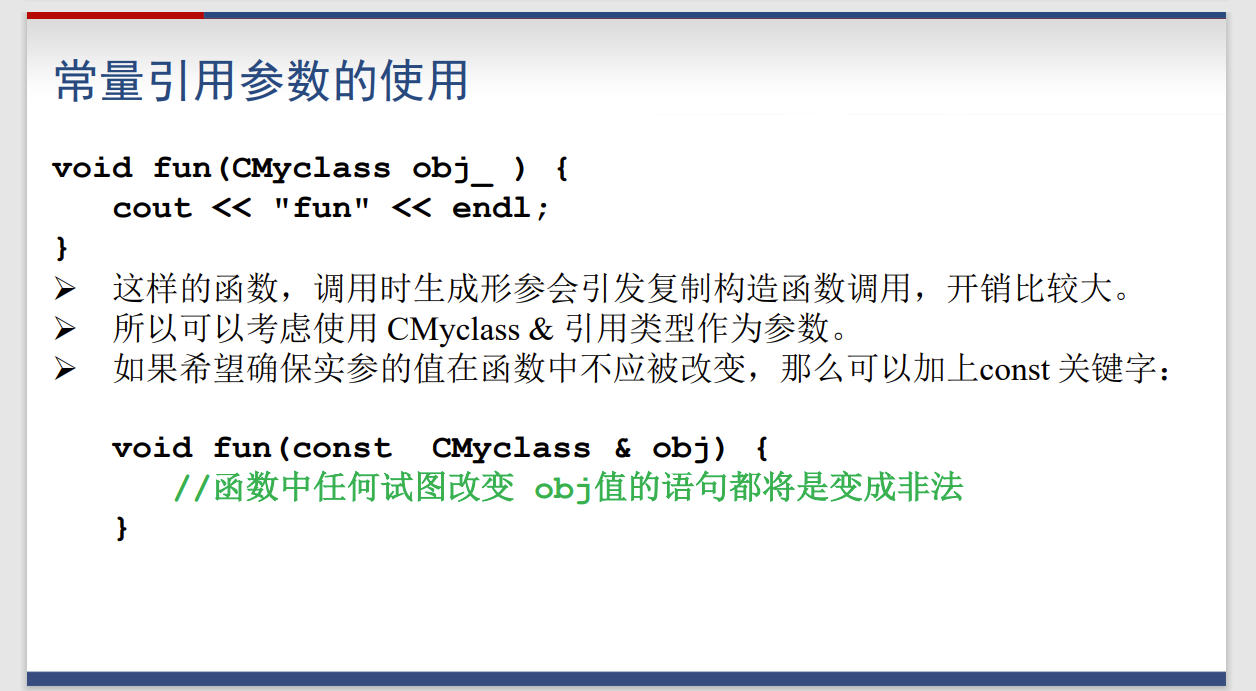 常量引用参数的使用
void fun(CMyclass obj_ ) {
cout << "fun" << endl;
}
➢ 这样的函数，调用时生成形参会引发复制构造函数调用，开销比较大。
➢ 所以可以考虑使用 CMyclass & 引用类型作为参数。
➢ 如果希望确保实参的值在函数中不应被改变，那么可以加上const 关键字：
void fun(const CMyclass & obj) {
//函数中任何试图改变 obj值的语句都将是变成非法
}